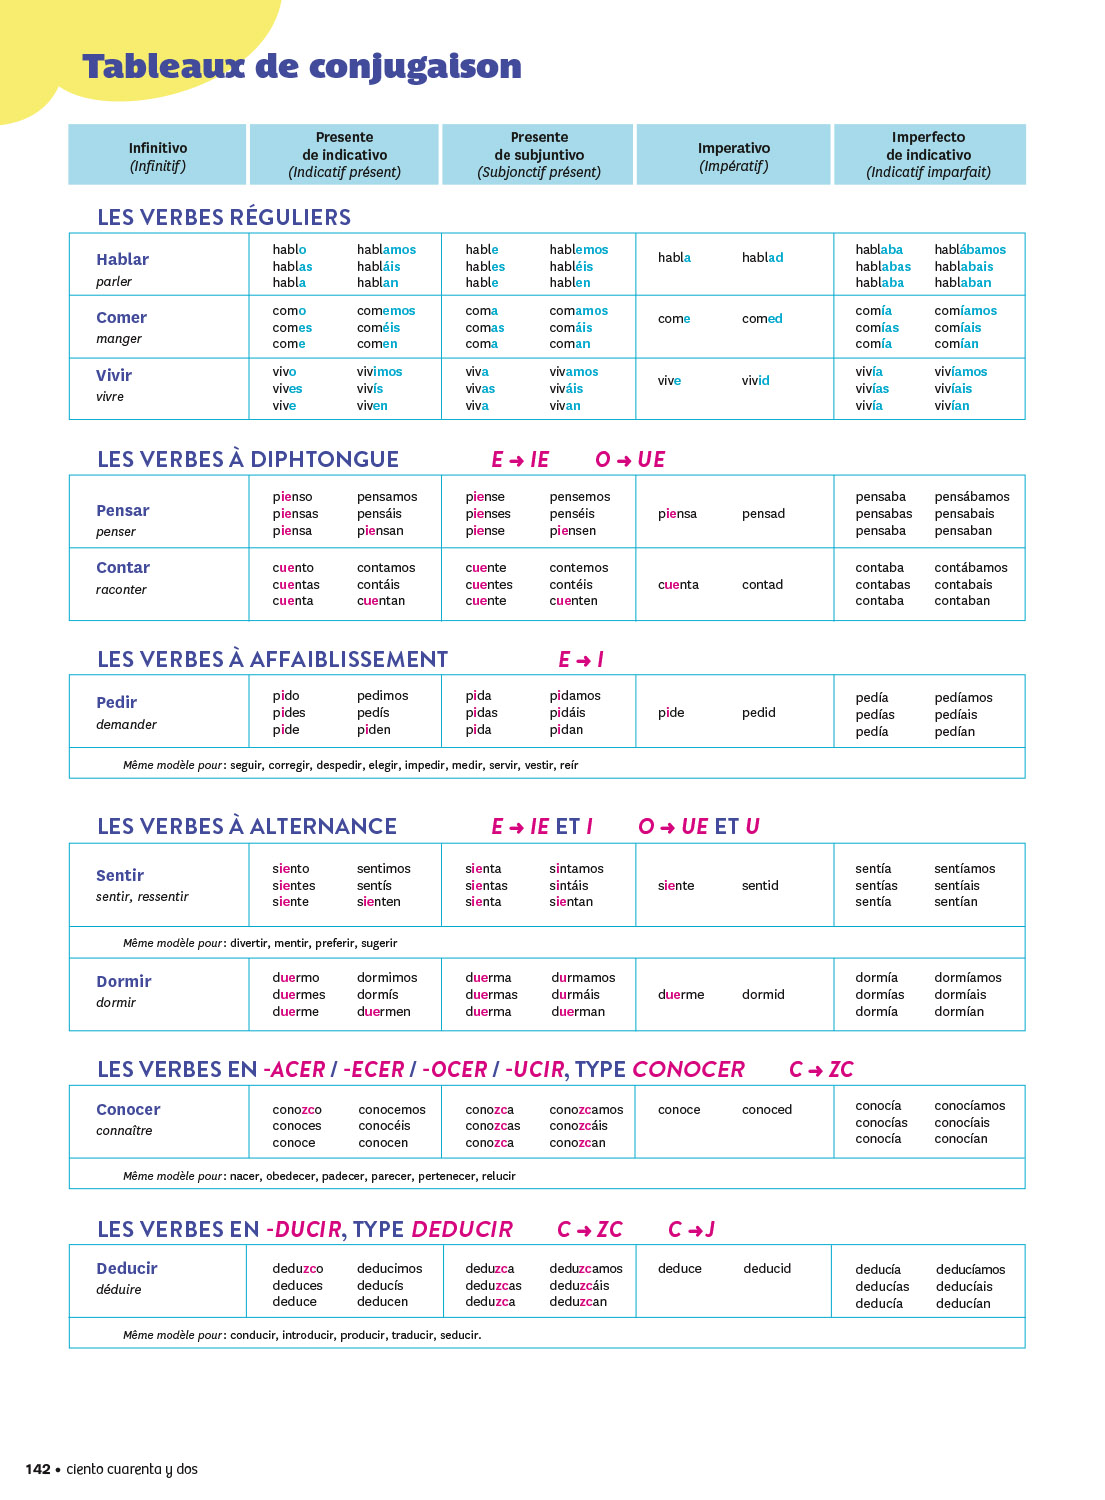 Tableaux de conjugaison
Infinitivo
(Infinitif)
Presente
de indicativo
(Indicatif présent)
Presente
de subjuntivo
(Subjonctif présent)
Imperativo
(Impératif)
Imperfecto
de indicativo
(Indicatif imparfait)
LES VERBES RÉGULIERS
Hablar
parler
hablo hablamos
hablas habláis
habla hablan
hable hablemos
hables habléis
hable hablen
habla hablad
hablaba hablábamos
hablabas hablabais
hablaba hablaban
Comer
manger
como comemos
comes coméis
come comen
coma comamos
comas comáis
coma coman
come comed
comía comíamos
comías comíais
comía comían
Vivir
vivre
vivo vivimos
vives vivís
vive viven
viva vivamos
vivas viváis
viva vivan
vive vivid
vivía vivíamos
vivías vivíais
vivía vivían
LES VERBES À DIPHTONGUE E → IE O → UE
Pensar
penser
pienso pensamos
piensas pensáis
piensa piensan
piense pensemos
pienses penséis
piense piensen
piensa pensad
pensaba pensábamos
pensabas pensabais
pensaba pensaban
Contar
raconter
cuento contamos
cuentas contáis
cuenta cuentan
cuente contemos
cuentes contéis
cuente cuenten
cuenta contad
contaba contábamos
contabas contabais
contaba contaban
LES VERBES À AFFAIBLISSEMENT E → I
Pedir
demander
pido pedimos
pides pedís
pide piden
pida pidamos
pidas pidáis
pida pidan
pide pedid
pedía pedíamos
pedías pedíais
pedía pedían
Même modèle pour : seguir, corregir, despedir, elegir, impedir, medir, servir, vestir, reír
LES VERBES À ALTERNANCE E → IE ET I O → UE ET U
Sentir
sentir, ressentir
siento sentimos
sientes sentís
siente sienten
sienta sintamos
sientas sintáis
sienta sientan
siente sentid
sentía sentíamos
sentías sentíais
sentía sentían
Même modèle pour : divertir, mentir, preferir, sugerir
Dormir
dormir
duermo dormimos
duermes dormís
duerme duermen
duerma durmamos
duermas durmáis
duerma duerman
duerme dormid
dormía dormíamos
dormías dormíais
dormía dormían
LES VERBES EN -ACER / -ECER / -OCER / -UCIR, TYPE CONOCER C → ZC
Conocer
connaître
conozco conocemos
conoces conocéis
conoce conocen
conozca conozcamos
conozcas conozcáis
conozca conozcan
conoce conoced
conocía conocíamos
conocías conocíais
conocía conocían
Même modèle pour : nacer, obedecer, padecer, parecer, pertenecer, relucir
LES VERBES EN -DUCIR, TYPE DEDUCIR C → ZC C → J
Deducir
déduire
deduzco deducimos
deduces deducís
deduce deducen
deduzca deduzcamos
deduzcas deduzcáis
deduzca deduzcan
deduce deducid
deducía deducíamos
deducías deducíais
deducía deducían
Même modèle pour : conducir, introducir, producir, traducir, seducir.
142 • ciento cuarenta y dos